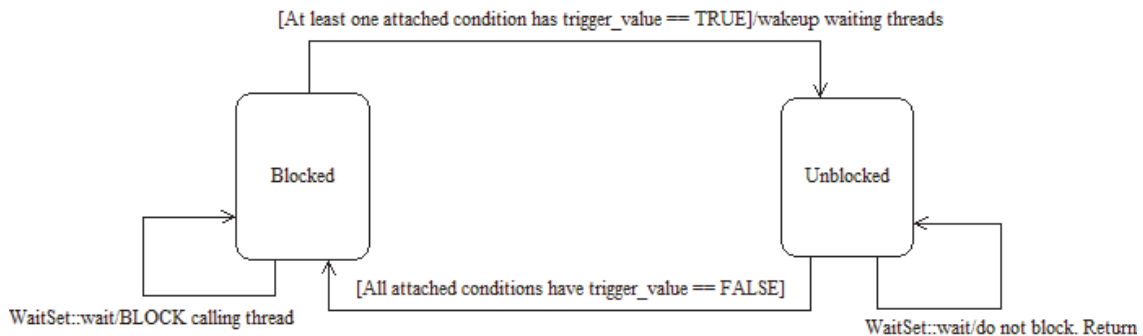 [At least one attached condition has trigger_value == TRUE]/wakeup waiting threads
Blocked
Unblocked
[All attached conditions have trigger_value == FALSE]
WaitSet::wait/BLOCK calling thread
WaitSet::wait/do not block. Return